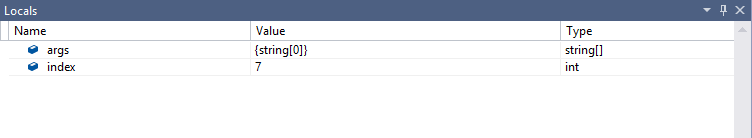 Locals
Name Value Type
args {string[0]} string[]
index 7 int